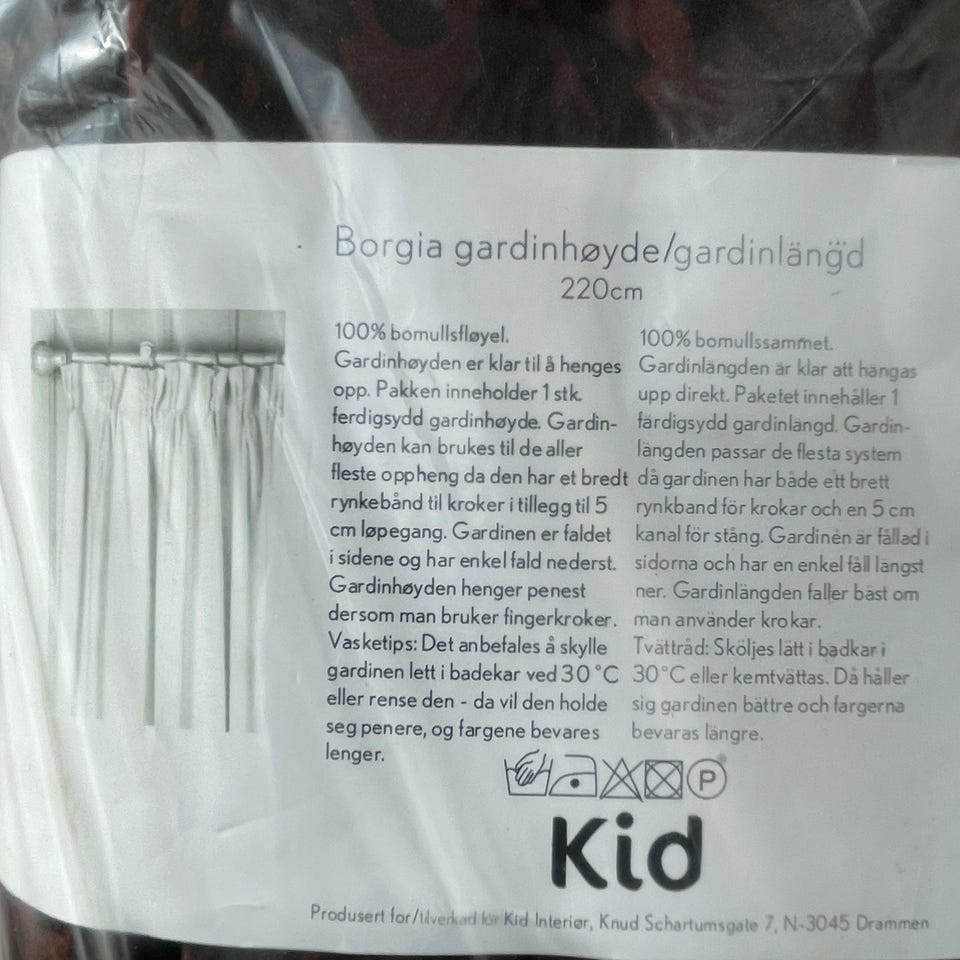 Borgia gardinhøyde/gardinlängd
220cm
100% bomullsfløyel.
Gardinhøyden er klar til å henges
opp. Pakken inneholder 1 stk.
ferdigsydd gardinhøyde. Gardin-
høyden kan brukes til de aller
fleste oppheng da den har et bredt
rynkebånd til kroker i tillegg til 5
cm løpegang. Gardinen er faldet
i sidene og har enkel fald nederst.
Gardinhøyden henger penest
dersom man bruker fingerkroker.
Vasketips: Det anbefales å skylle
gardinen lett i badekar ved 30°C
eller rense den - da vil den holde
seg penere, og fargene bevares
lenger.
100% bomullssammet.
Gardinlängden är klar att hängas
upp direkt. Paketet innehåller 1
färdigsydd gardinlängd. Gardin-
längden passar de flesta system
då gardinen har både ett brett
rynkband för krokar och en 5 cm
kanal för stång. Gardinen är fållad i
sidorna och har en enkel fåll längst
ner. Gardinlängden faller bäst om
man använder krokar.
Tvättråd: Sköljes lätt i badkar i
30°C eller kemtvättas. Då håller
sig gardinen bättre och fargerna
bevaras längre.
P
Kid
Produsert for/tilverkad för Kid Interiør, Knud Schartumsgate 7, N-3045 Drammen